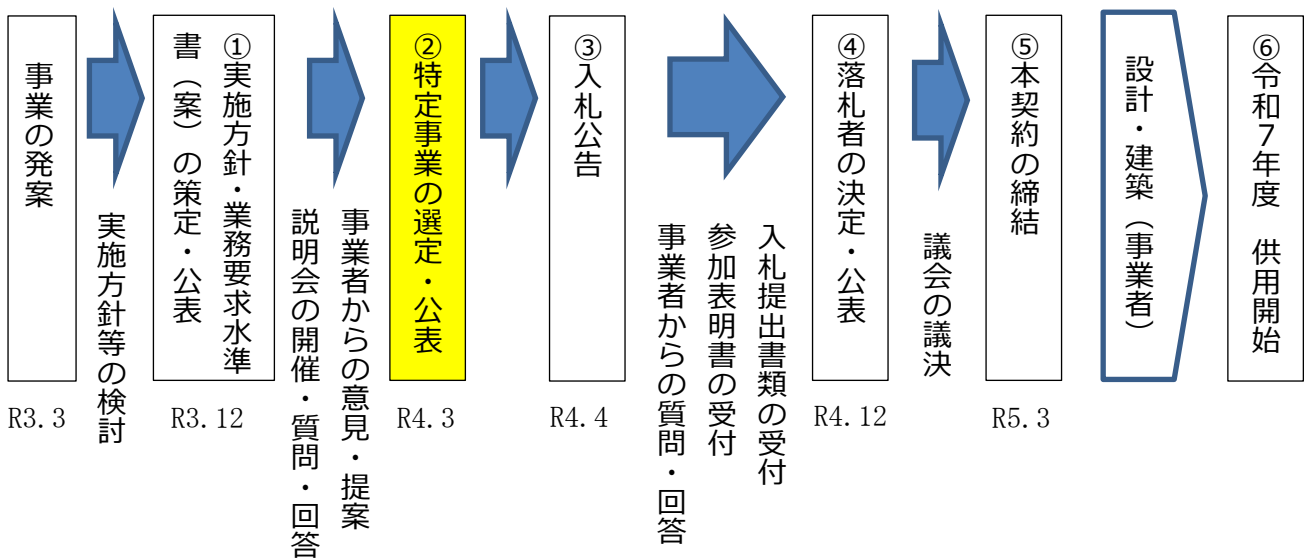 事業の発案
R3.3
実施方針等の検討
①実施方針・業務要求水準
書（案）の策定・公表
R3.12
事業者からの意見・提案
説明会の開催・質問・回答
②特定事業の選定・公表
R4.3
③入札公告
R4.4
入札提出書類の受付
参加表明書の受付
事業者からの質問・回答
④落札者の決定・公表
R4.12
議会の議決
⑤本契約の締結
R5.3
設計・建築（事業者）
⑥令和7年度　供用開始